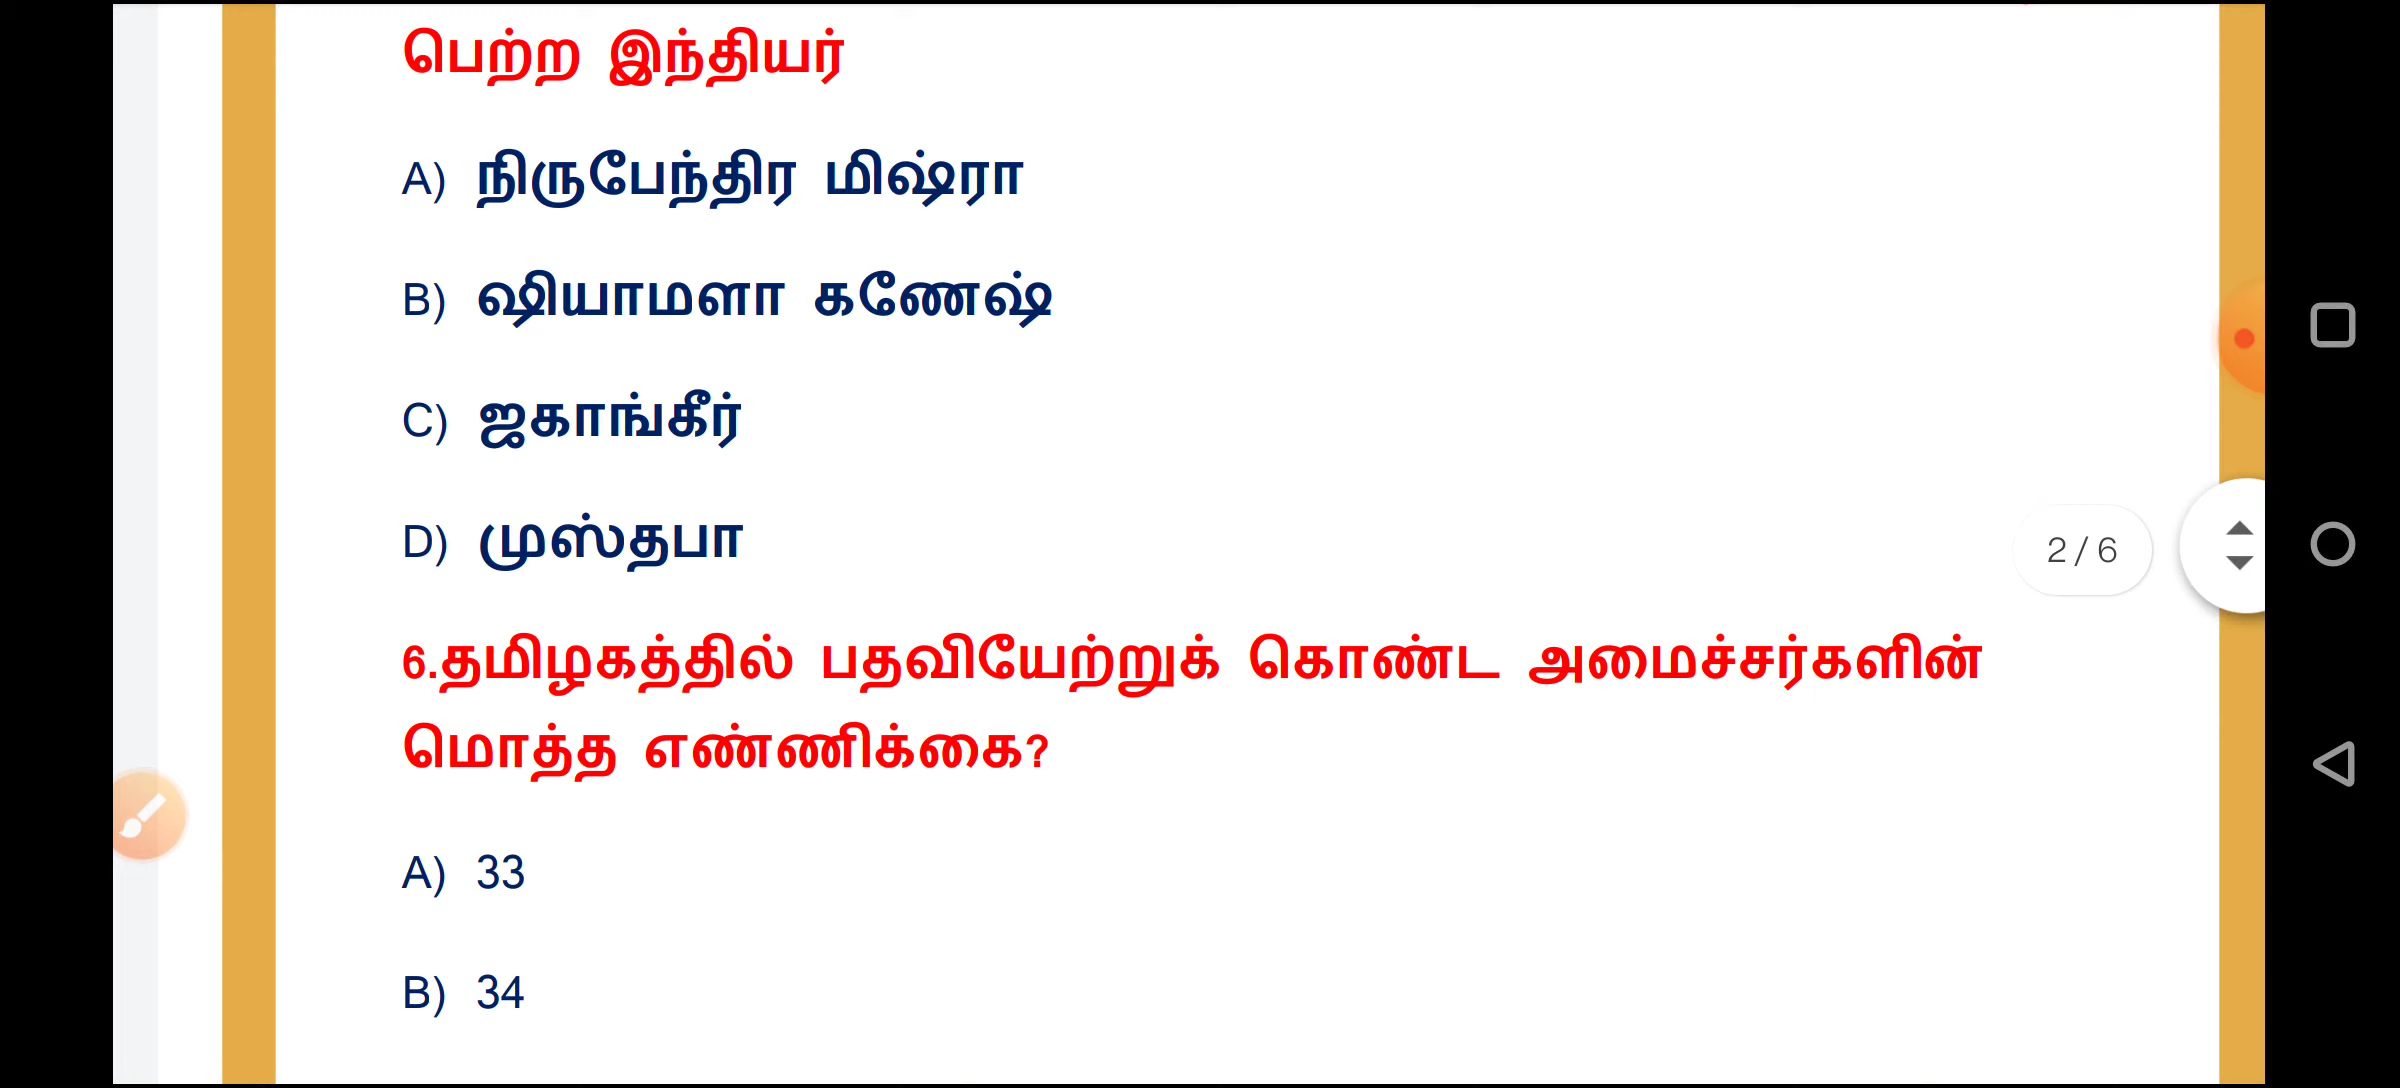 பெற்ற இந்தியர்
A) நிருபேந்திர மிஷ்ரா
B) ஷியாமளா கணேஷ்
C) ஜகாங்கீர்
D) முஸ்தபா
2 / 6
6.தமிழகத்தில் பதவியேற்றுக் கொண்ட அமைச்சர்களின்
மொத்த எண்ணிக்கை?
A) 33
B) 34